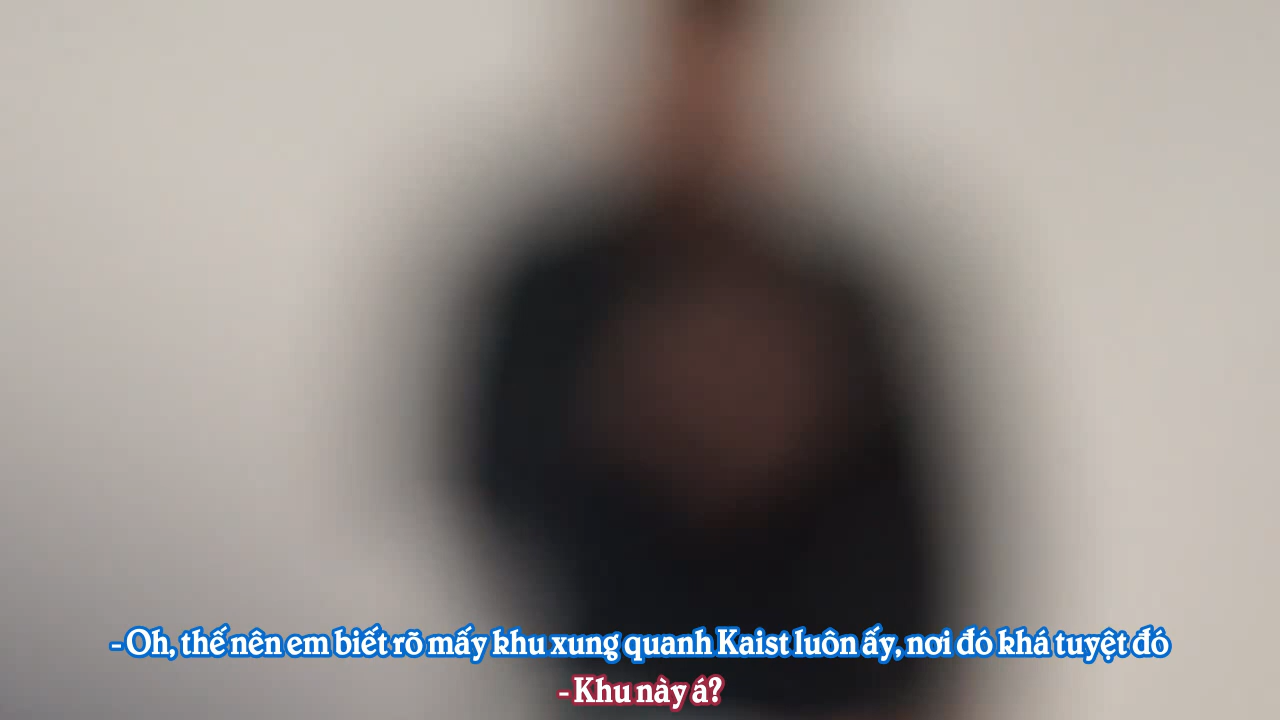 - Oh, thế nên em biết rõ mấy khu xung quanh Kaist luôn ấy, nơi đó khá tuyệt đó
- Khu này á?